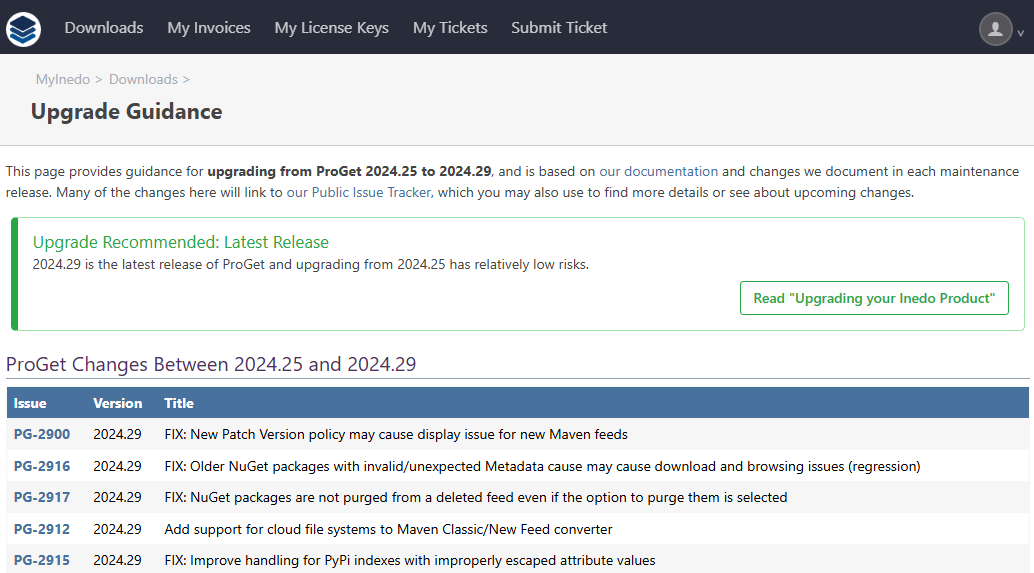 Downloads My Invoices My License Keys My Tickets Submit Ticket
MyInedo > Downloads >
Upgrade Guidance
This page provides guidance for upgrading from ProGet 2024.25 to 2024.29, and is based on our documentation and changes we document in each maintenance
release. Many of the changes here will link to our Public Issue Tracker, which you may also use to find more details or see about upcoming changes.
Upgrade Recommended: Latest Release
2024.29 is the latest release of ProGet and upgrading from 2024.25 has relatively low risks.
Read "Upgrading your Inedo Product"
ProGet Changes Between 2024.25 and 2024.29
Issue Version Title
PG-2900 2024.29 FIX: New Patch Version policy may cause display issue for new Maven feeds
PG-2916 2024.29 FIX: Older NuGet packages with invalid/unexpected Metadata cause may cause download and browsing issues (regression)
PG-2917 2024.29 FIX: NuGet packages are not purged from a deleted feed even if the option to purge them is selected
PG-2912 2024.29 Add support for cloud file systems to Maven Classic/New Feed converter
PG-2915 2024.29 FIX: Improve handling for PyPi indexes with improperly escaped attribute values